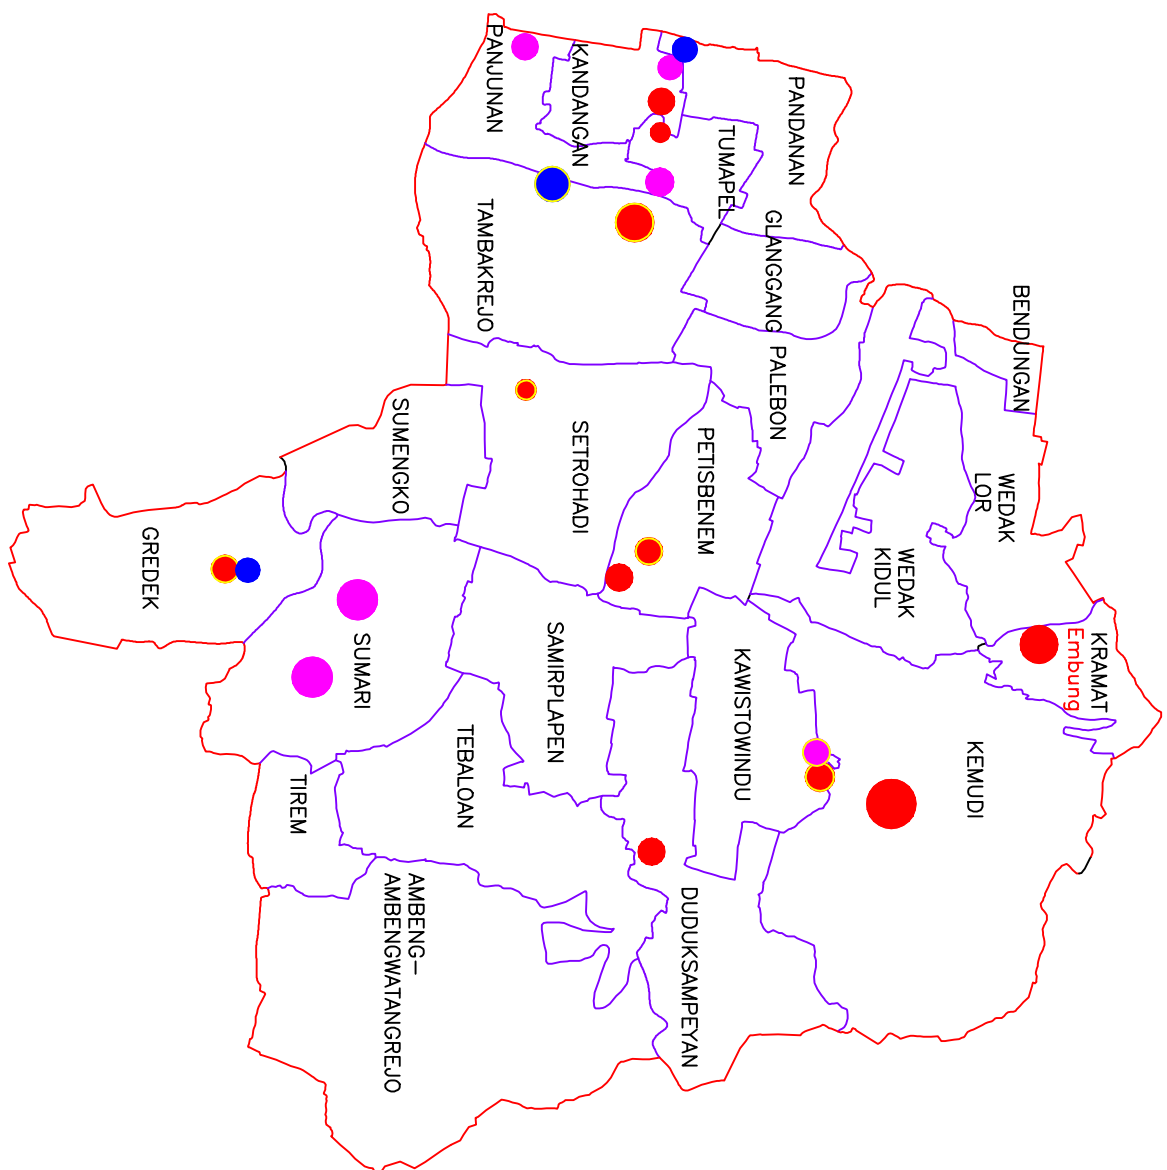 PANJUNAN
KANDANGAN
PANDANAN
TUMAPEL
TAMBAKREJO
GLANGGANG
BENDUNGAN
PALEBON
SUMENGKO
SETROHADI
PETISBENEM
WEDAK
LOR
GREDEK
WEDAK
KIDUL
SUMARI
SAMIRPLAPEN
KAWISTOWINDU
KRAMAT
Embung
TEBALOAN
KEMUDI
TIREM
AMBENG–
AMBENGWATANGREJO
DUDUKSAMPEYAN